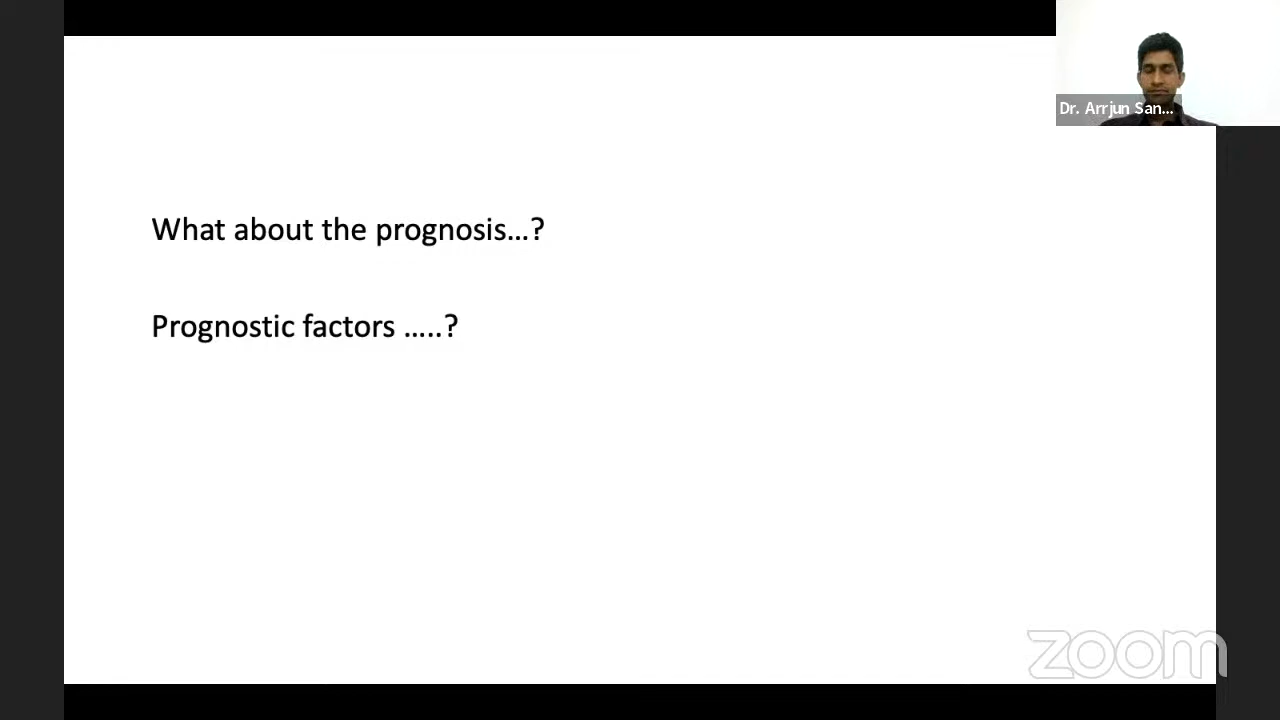 Dr. Arrjun San...
What about the prognosis...?
Prognostic factors .....?
zoom